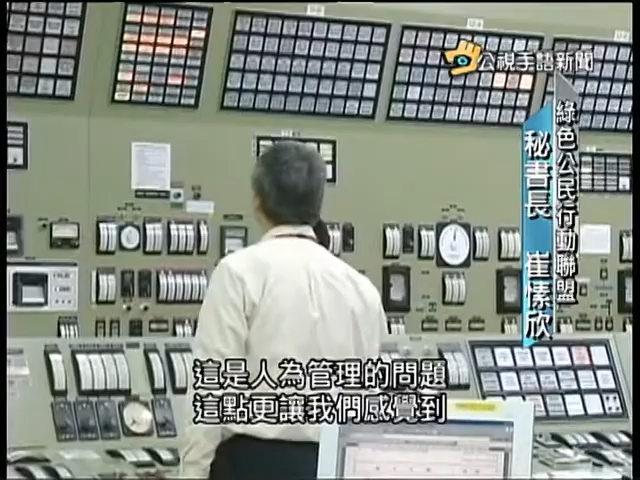 公視手語新聞
綠色公民行動聯盟
秘書長 崔愫欣
這是人為管理的問題
這點更讓我們感覺到